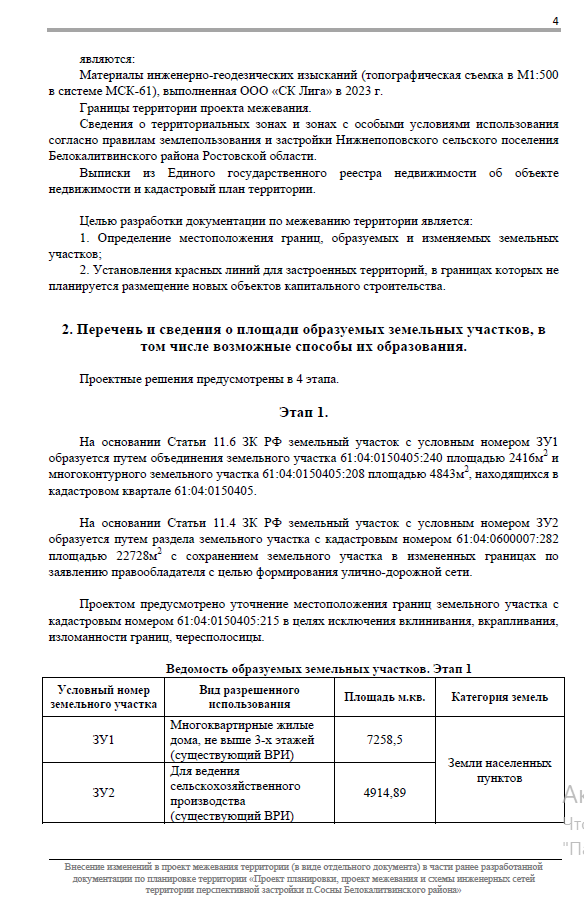 4
являются:
Материалы инженерно-геодезических изысканий (топографическая съемка в М1:500
в системе МСК-61), выполненная ООО «СК Лига» в 2023 г.
Границы территории проекта межевания.
Сведения о территориальных зонах и зонах с особыми условиями использования
согласно правилам землепользования и застройки Нижнепоповского сельского поселения
Белокалитвинского района Ростовской области.
Выписки из Единого государственного реестра недвижимости об объекте
недвижимости и кадастровый план территории.
Целью разработки документации по межеванию территории является:
1. Определение местоположения границ, образуемых и изменяемых земельных
участков;
2. Установления красных линий для застроенных территорий, в границах которых не
планируется размещение новых объектов капитального строительства.
2. Перечень и сведения о площади образуемых земельных участков, в
том числе возможные способы их образования.
Проектные решения предусмотрены в 4 этапа.
Этап 1.
На основании Статьи 11.6 ЗК РФ земельный участок с условным номером ЗУ1
образуется путем объединения земельного участка 61:04:0150405:240 площадью 2416м2 и
многоконтурного земельного участка 61:04:0150405:208 площадью 4843м2, находящихся в
кадастровом квартале 61:04:0150405.
На основании Статьи 11.4 ЗК РФ земельный участок с условным номером ЗУ2
образуется путем раздела земельного участка с кадастровым номером 61:04:0600007:282
площадью 22728м2 с сохранением земельного участка в измененных границах по
заявлению правообладателя с целью формирования улично-дорожной сети.
Проектом предусмотрено уточнение местоположения границ земельного участка с
кадастровым номером 61:04:0150405:215 в целях исключения вклинивания, вкрапливания,
изломанности границ, чересполосицы.
Ведомость образуемых земельных участков. Этап 1
Условный номер
земельного участка
Вид разрешенного
использования
Площадь м.кв.
Категория земель
ЗУ1
Многоквартирные жилые
дома, не выше 3-х этажей
(существующий ВРИ)
7258,5
Земли населенных
пунктов
ЗУ2
Для ведения
сельскохозяйственного
производства
(существующий ВРИ)
4914,89
Внесение изменений в проект межевания территории (в виде отдельного документа) в части ранее разработанной
документации по планировке территории «Проект планировки, проект межевания и схемы инженерных сетей
территории перспективной застройки п.Сосны Белокалитвинского района»